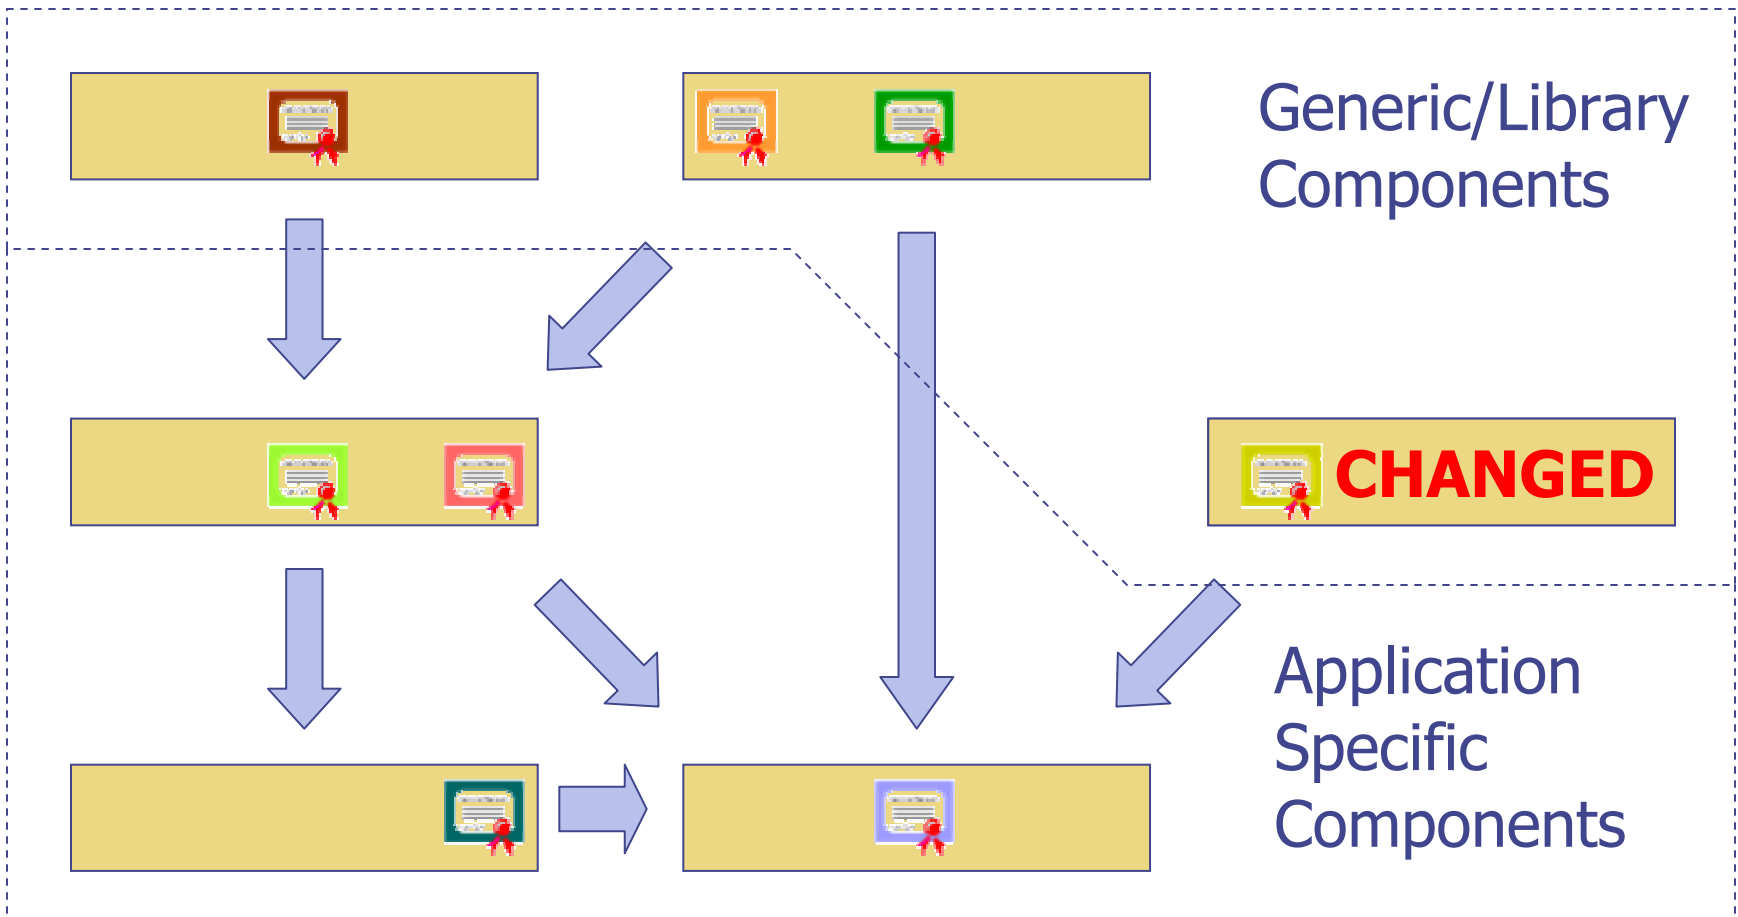 Generic/Library
Components
CHANGED
Application
Specific
Components